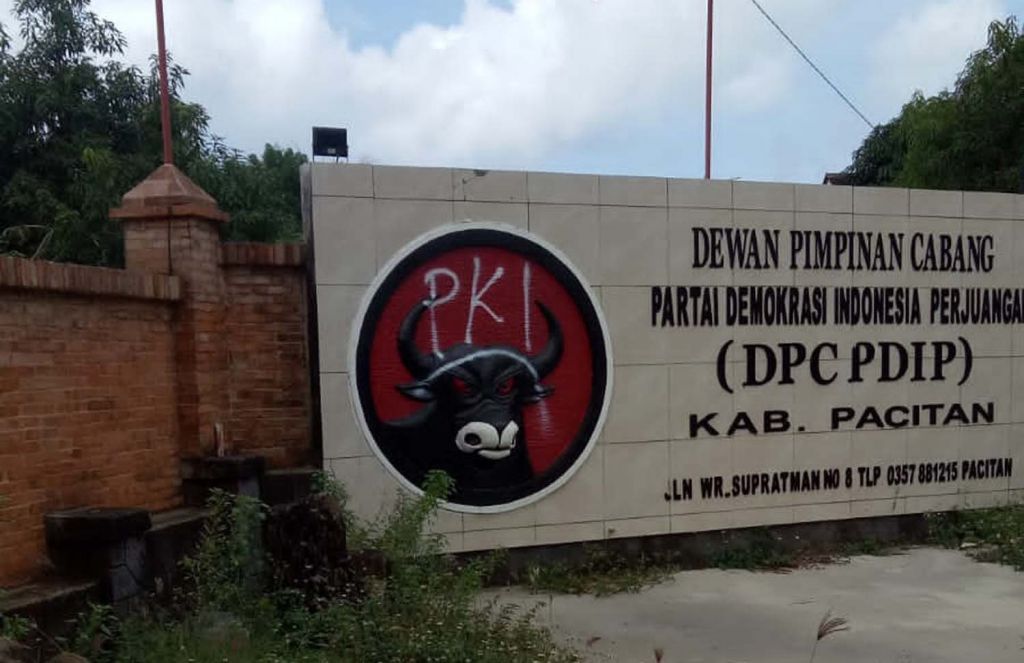 PKI
DEWAN PIMPINAN CABANG
PARTAI DEMOKRASI INDONESIA PERJUANGAN
(DPC PDIP)
KAB. PACITAN
JLN WR.SUPRATMAN NO 8 TLP 0357 881215 PACITAN